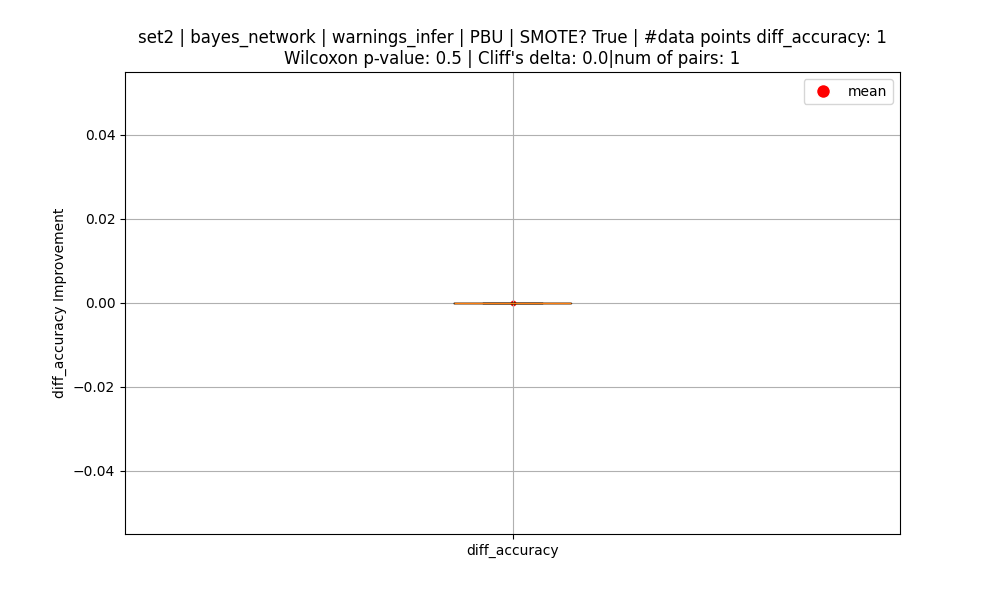 set2 | bayes_network | warnings_infer | PBU | SMOTE? True | #data points diff_accuracy: 1
Wilcoxon p-value: 0.5 | Cliff's delta: 0.0|num of pairs: 1
mean
0.04
0.02
0.00
−0.02
−0.04
diff_accuracy Improvement
diff_accuracy